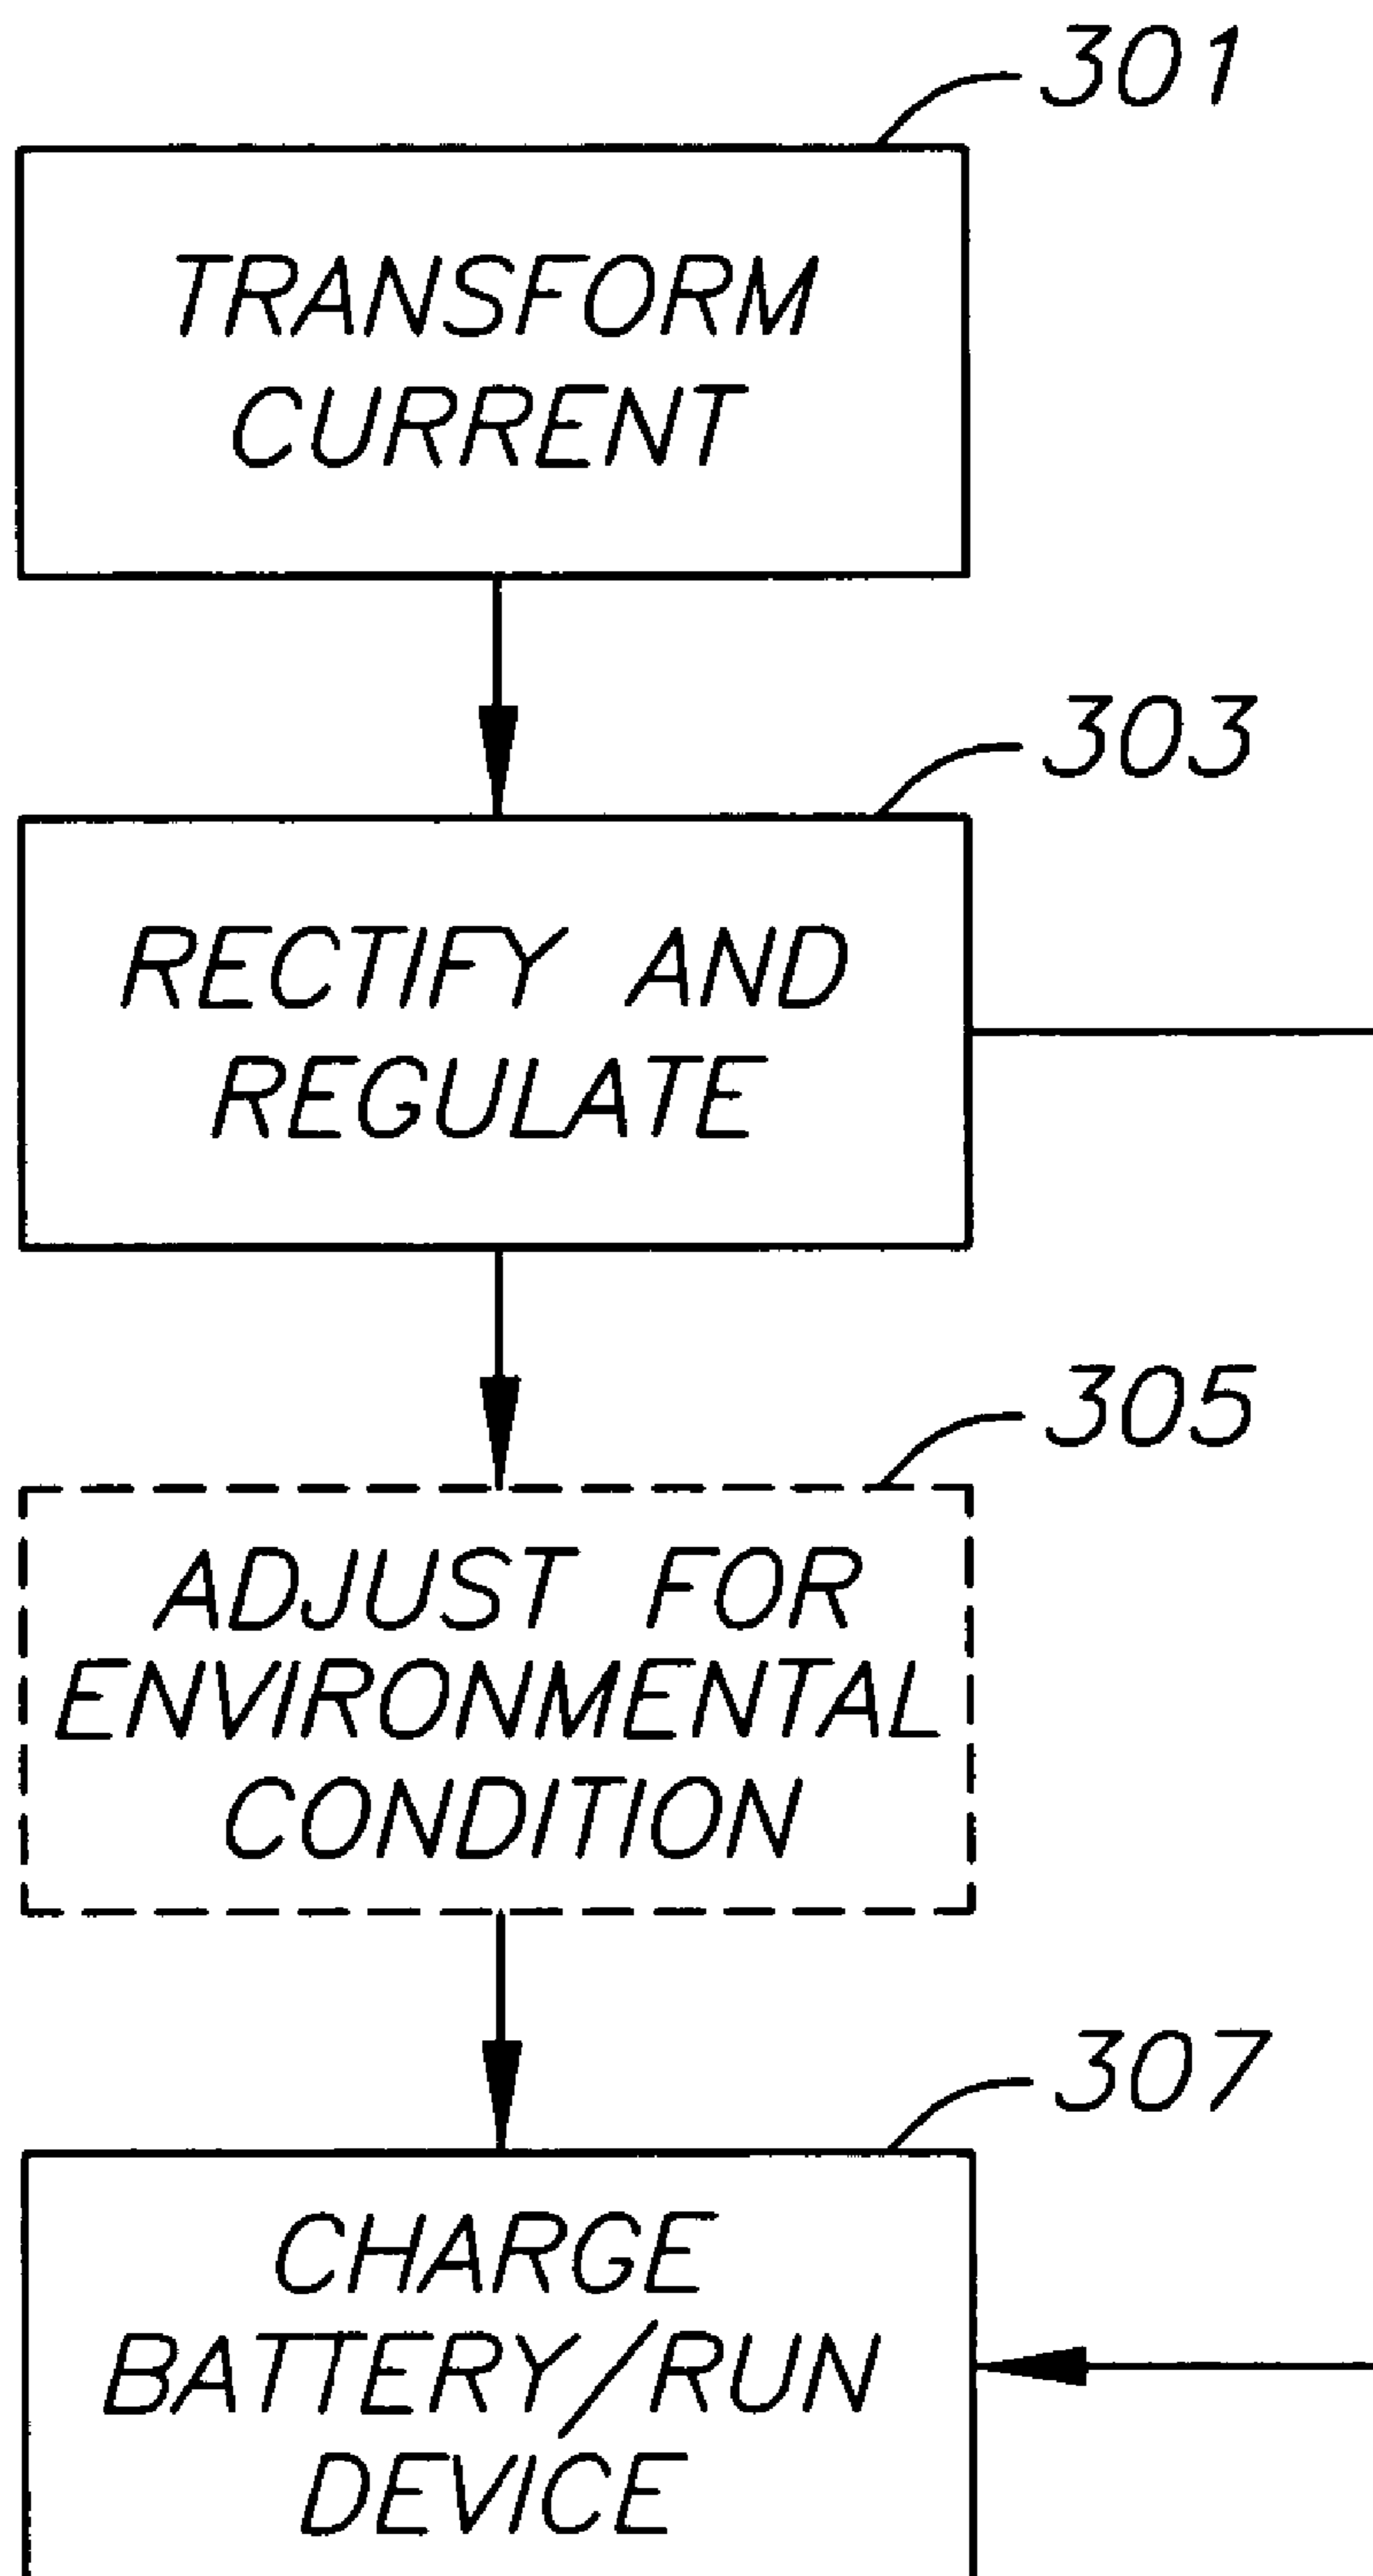 301
TRANSFORM
CURRENT
303
RECTIFY AND
REGULATE
305
ADJUST FOR
ENVIRONMENTAL
CONDITION
307
CHARGE
BATTERY/RUN
DEVICE